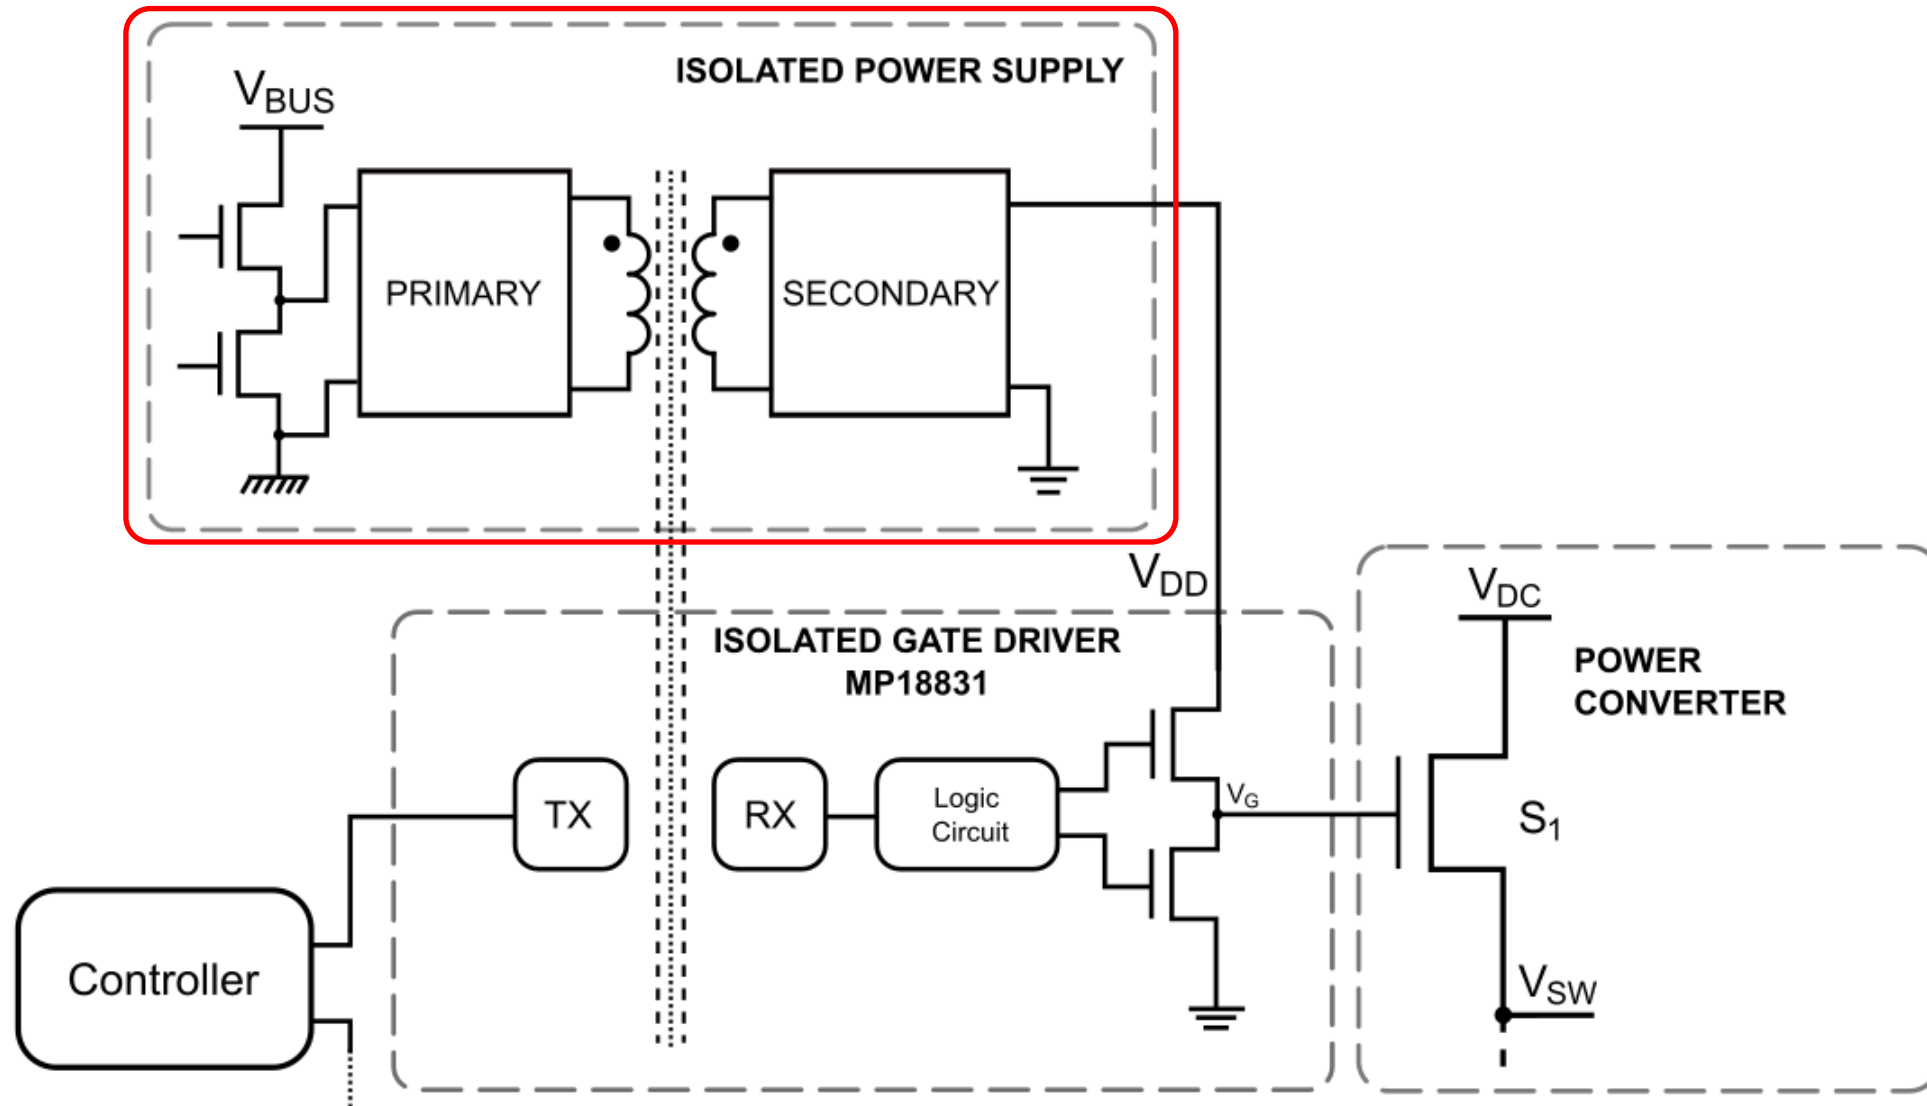 ISOLATED POWER SUPPLY
VBUS
PRIMARY
SECONDARY
VDD
ISOLATED GATE DRIVER
MP18831
VDC
POWER
CONVERTER
TX
RX
Logic
Circuit
VG
S1
Controller
VSW